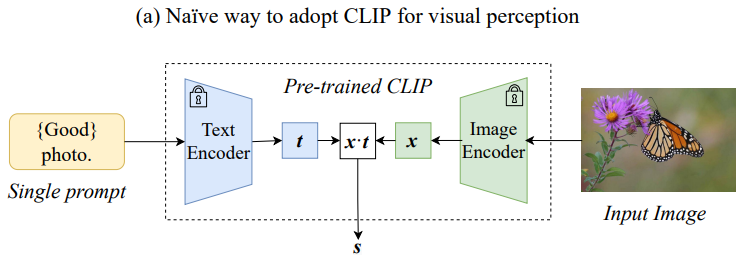 (a) Naïve way to adopt CLIP for visual perception
Pre-trained CLIP
{Good}
photo.
Single prompt
Text
Encoder
t
x·t
x
Image
Encoder
Input Image
s